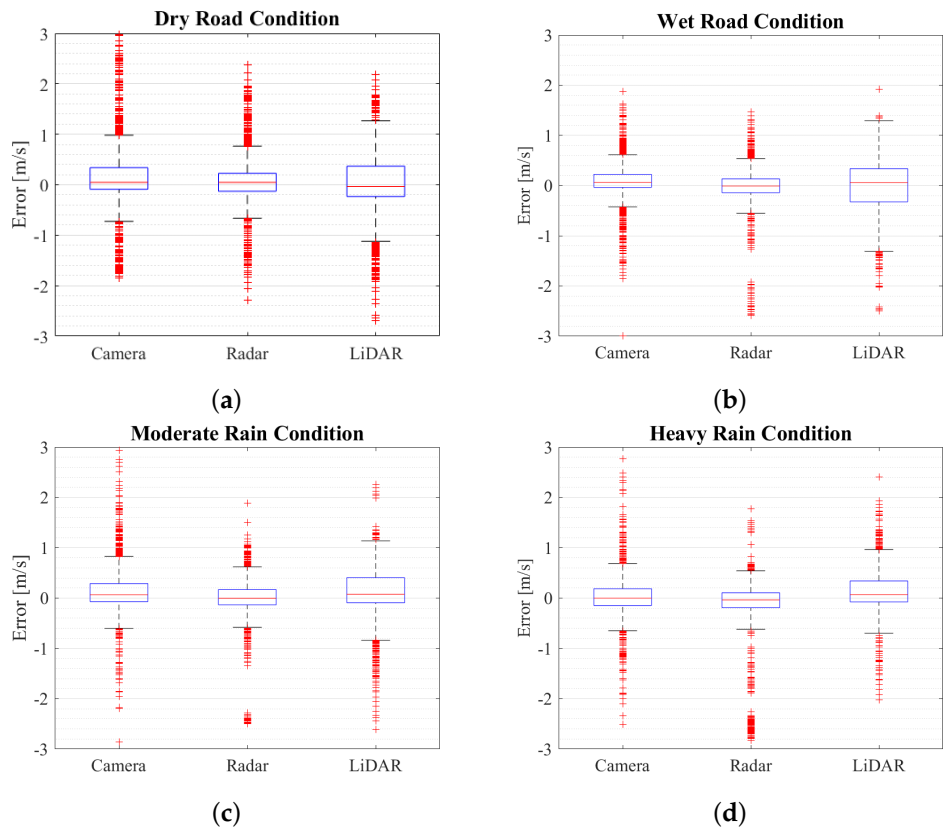 Dry Road Condition
Error [m/s]
3
2
1
0
-1
-2
-3
Camera Radar LiDAR
(a)
Wet Road Condition
Error [m/s]
3
2
1
0
-1
-2
-3
Camera Radar LiDAR
(b)
Moderate Rain Condition
Error [m/s]
3
2
1
0
-1
-2
-3
Camera Radar LiDAR
(c)
Heavy Rain Condition
Error [m/s]
3
2
1
0
-1
-2
-3
Camera Radar LiDAR
(d)